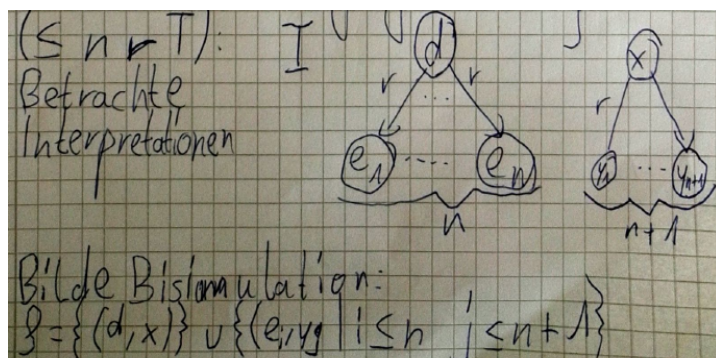 (≤ n r T): I
Betrachte
Interpretationen
d
r r
...
e₁ ···· eₙ
n
x
r
y₁ ··· yₙ₊₁
n+1
Bilde Bisimulation:
ρ = {(d,x)} ∪ {(eᵢ,yⱼ) | i ≤ n j ≤ n+1}